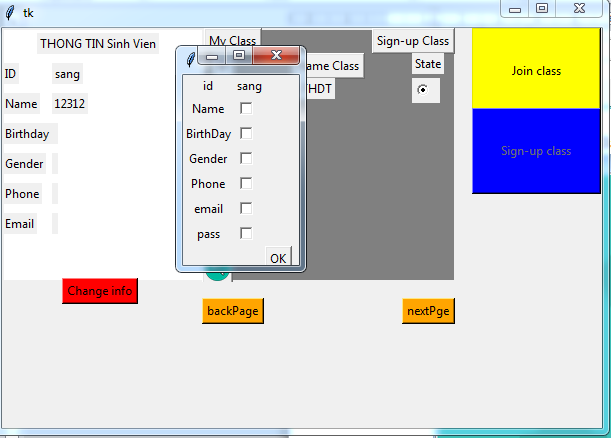 tk
THONG TIN Sinh Vien
ID sang
Name 12312
Birthday
Gender
Phone
Email
Change info
My Class
Sign-up Class
ame Class
State
HDT
id sang
Name
BirthDay
Gender
Phone
email
pass
OK
backPage
nextPge
Join class
Sign-up class